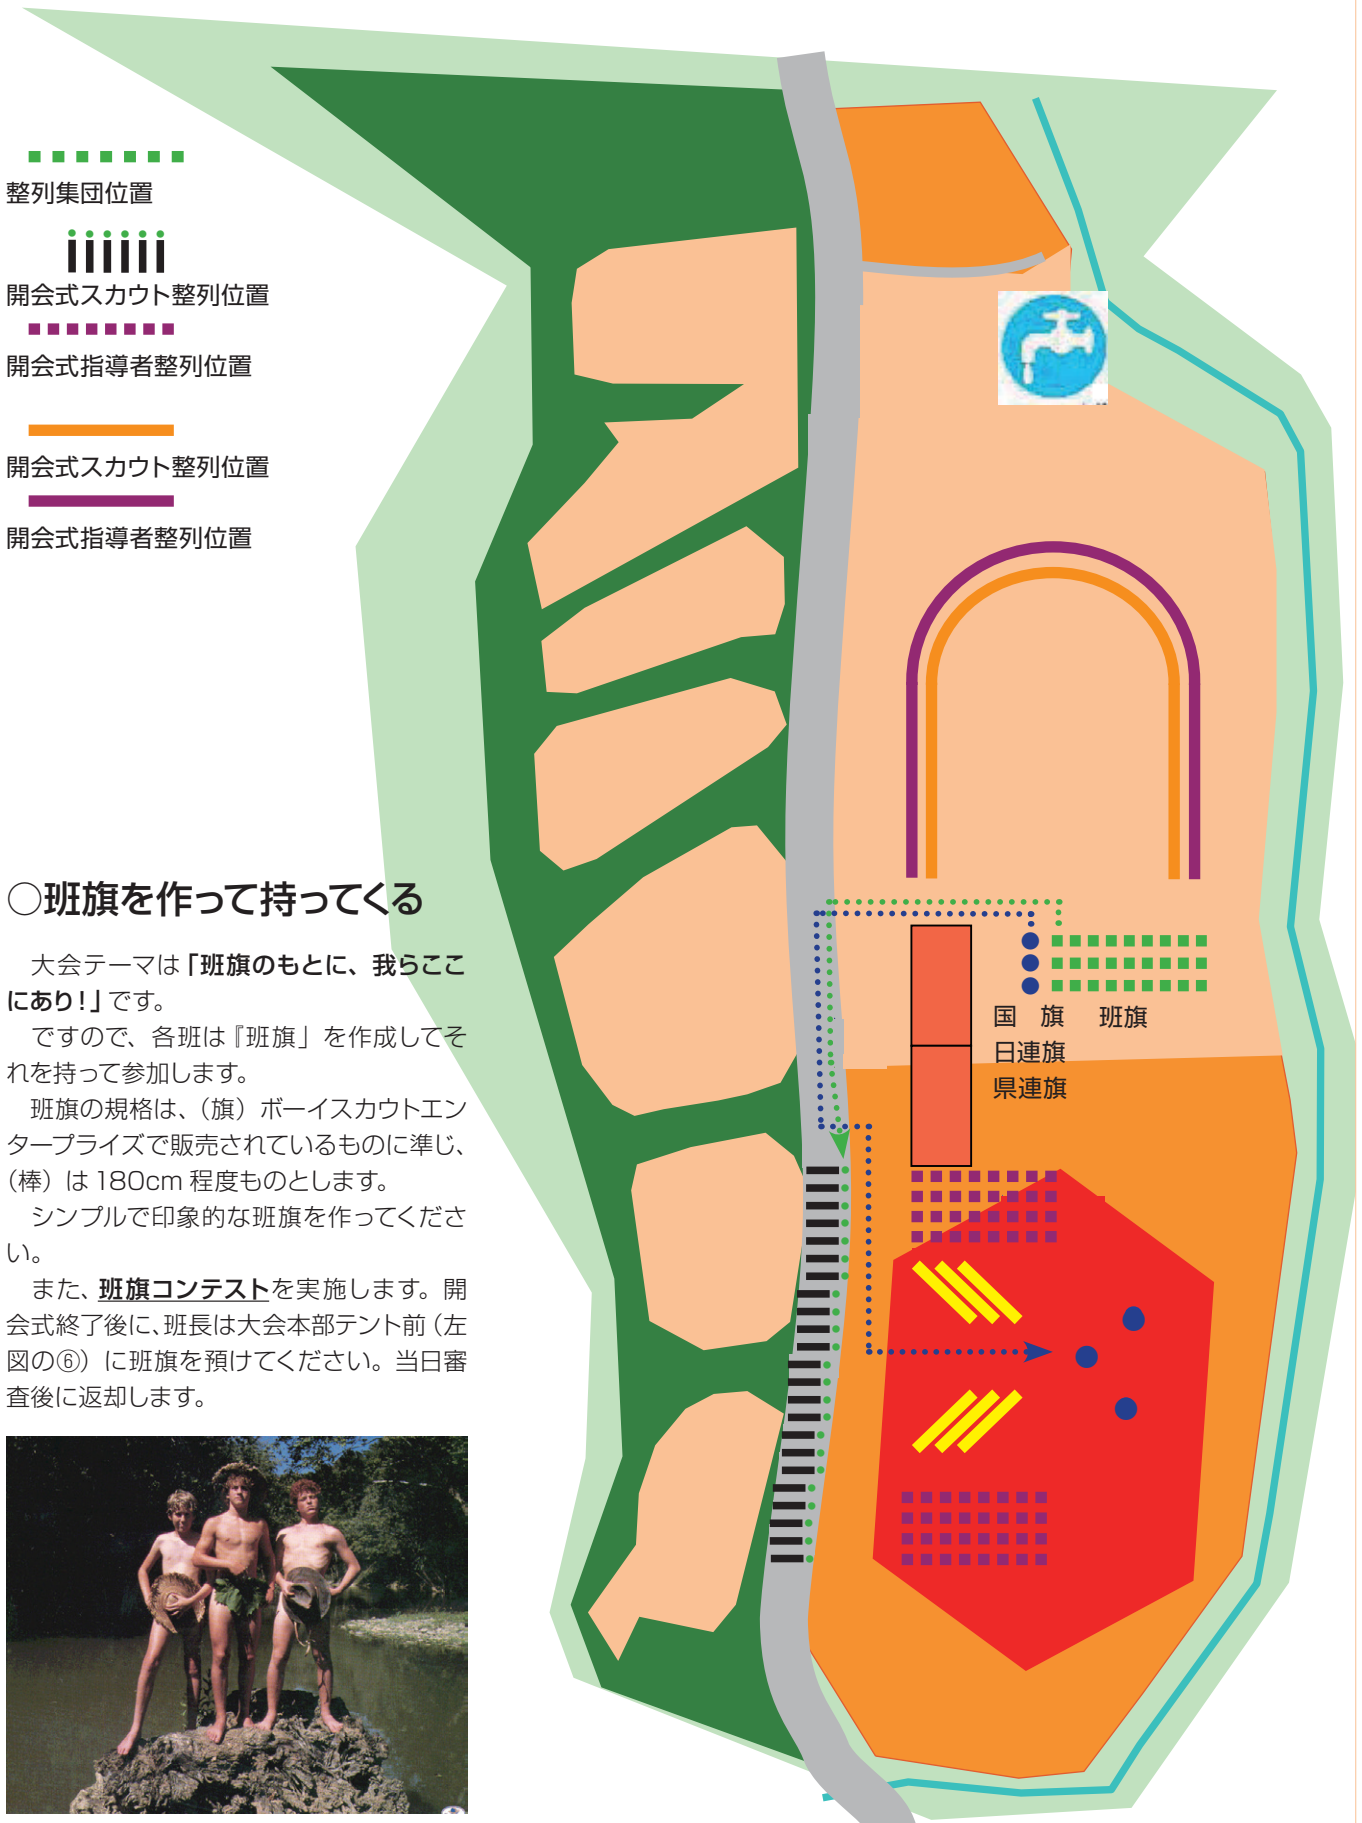 整列集団位置
開会式スカウト整列位置
開会式指導者整列位置
開会式スカウト整列位置
開会式指導者整列位置
○班旗を作って持ってくる
大会テーマは「班旗のもとに、我らここ
にあり!」です。
ですので、各班は『班旗」を作成してそ
れを持って参加します。
班旗の規格は、（旗）ボーイスカウトエン
タープライズで販売されているものに準じ、
（棒）は180cm 程度ものとします。
シンプルで印象的な班旗を作ってくださ
い。
また、班旗コンテストを実施します。開
会式終了後に、班長は大会本部テント前（左
図の⑥）に班旗を預けてください。当日審
査後に返却します。
国　旗　班旗
日連旗
県連旗